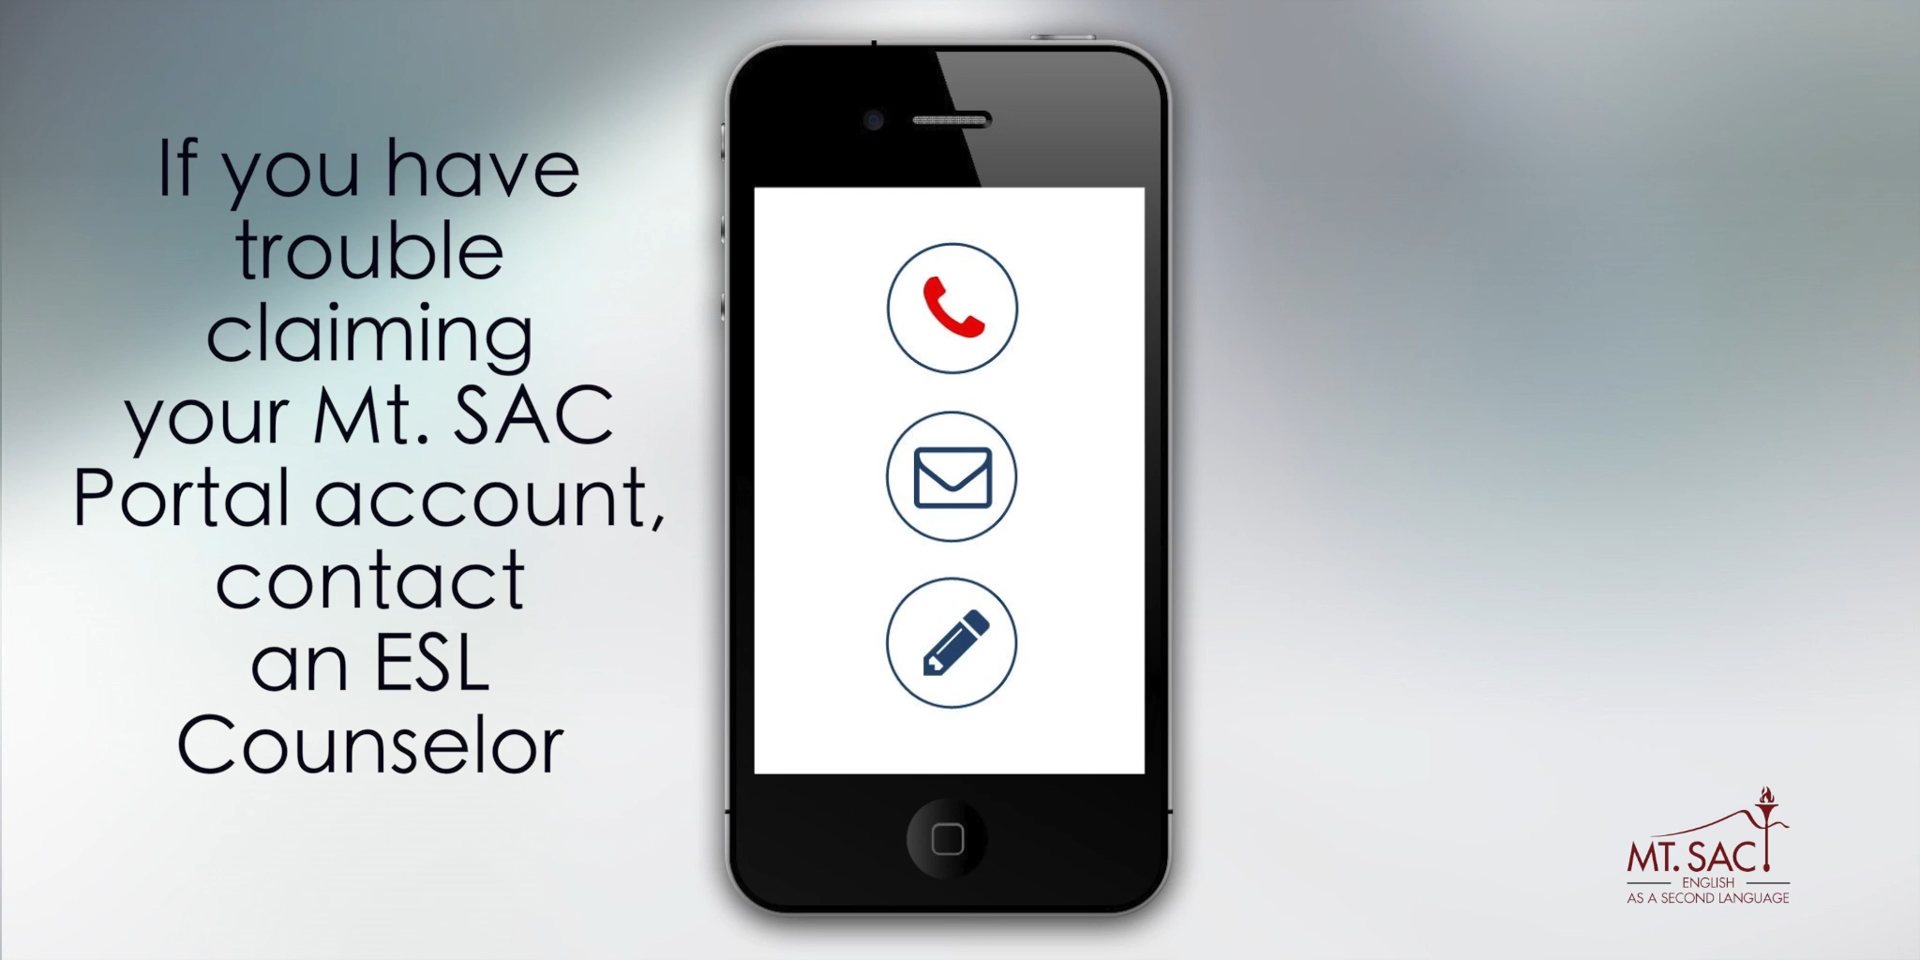 If you have
trouble
claiming
your Mt. SAC
Portal account,
contact
an ESL
Counselor
MT. SAC
ENGLISH
AS A SECOND LANGUAGE